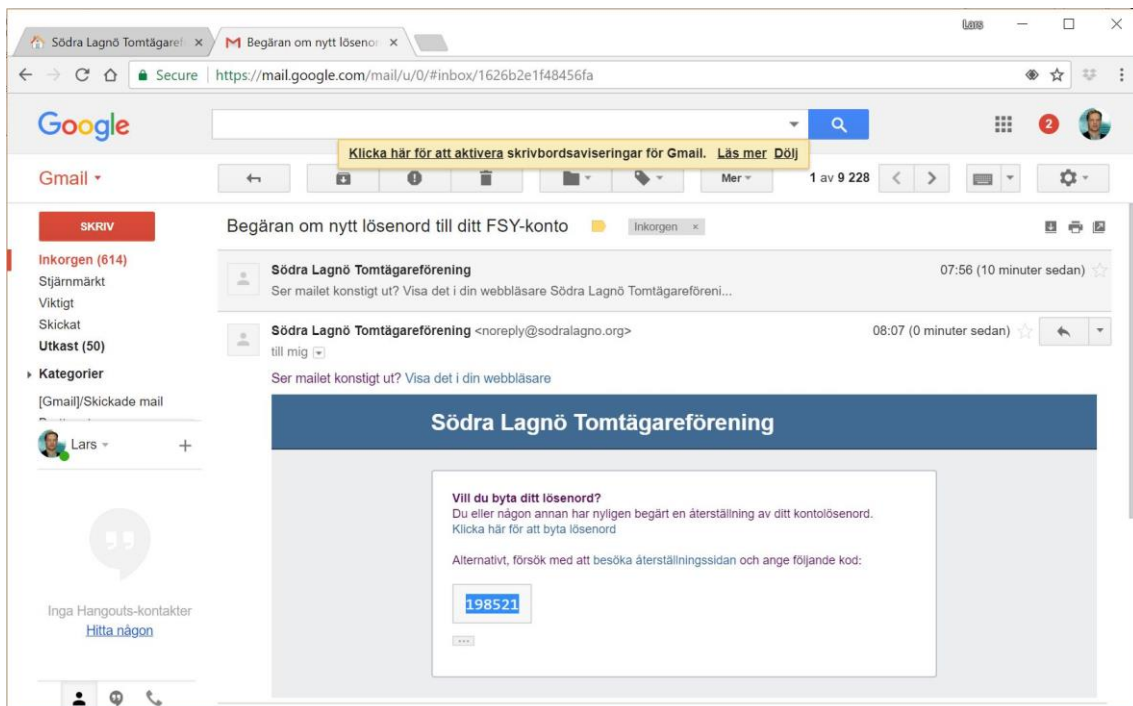 Lars
Södra Lagnö Tomtägaref
Begäran om nytt lösenor
Secure https://mail.google.com/mail/u/0/#inbox/1626b2e1f48456fa
Google
2
Klicka här för att aktivera skrivbordsaviseringar för Gmail. Läs mer Dölj
Gmail
Mer
1 av 9 228
SKRIV
Begäran om nytt lösenord till ditt FSY-konto
Inkorgen ×
Inkorgen (614)
Stjärnmärkt
Viktigt
Skickat
Utkast (50)
Kategorier
[Gmail]/Skickade mail
Lars
+
Inga Hangouts-kontakter
Hitta någon
Södra Lagnö Tomtägareförening
07:56 (10 minuter sedan)
Ser mailet konstigt ut? Visa det i din webbläsare Södra Lagnö Tomtägareföreni...
Södra Lagnö Tomtägareförening <noreply@sodralagno.org>
08:07 (0 minuter sedan)
till mig
Ser mailet konstigt ut? Visa det i din webbläsare
Södra Lagnö Tomtägareförening
Vill du byta ditt lösenord?
Du eller någon annan har nyligen begärt en återställning av ditt kontolösenord.
Klicka här för att byta lösenord
Alternativt, försök med att besöka återställningssidan och ange följande kod:
198521